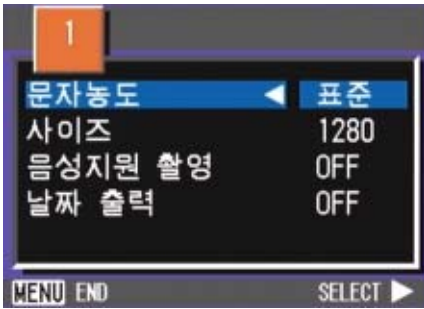 1
문자농도 ◀ 표준
사이즈 1280
음성지원 촬영 OFF
날짜 출력 OFF
MENU END SELECT ▶